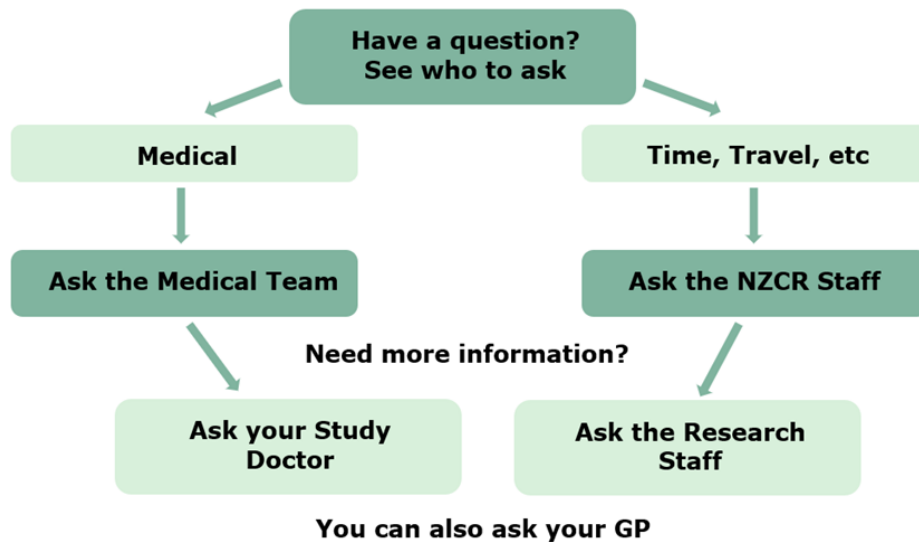 Have a question?
See who to ask
Medical
Time, Travel, etc
Ask the Medical Team
Ask the NZCR Staff
Need more information?
Ask your Study
Doctor
Ask the Research
Staff
You can also ask your GP